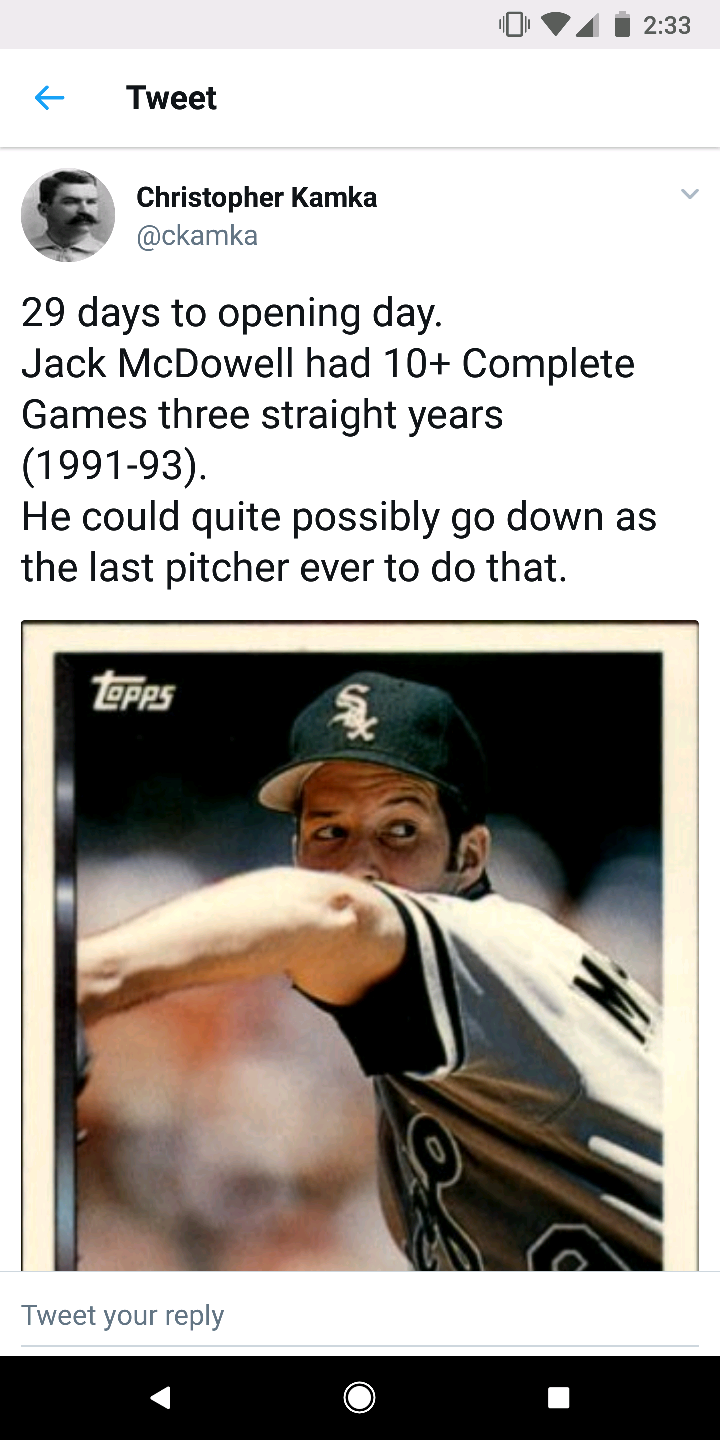 2:33
Tweet
Christopher Kamka
@ckamka
29 days to opening day.
Jack McDowell had 10+ Complete
Games three straight years
(1991-93).
He could quite possibly go down as
the last pitcher ever to do that.
Topps
Sox
M
Tweet your reply